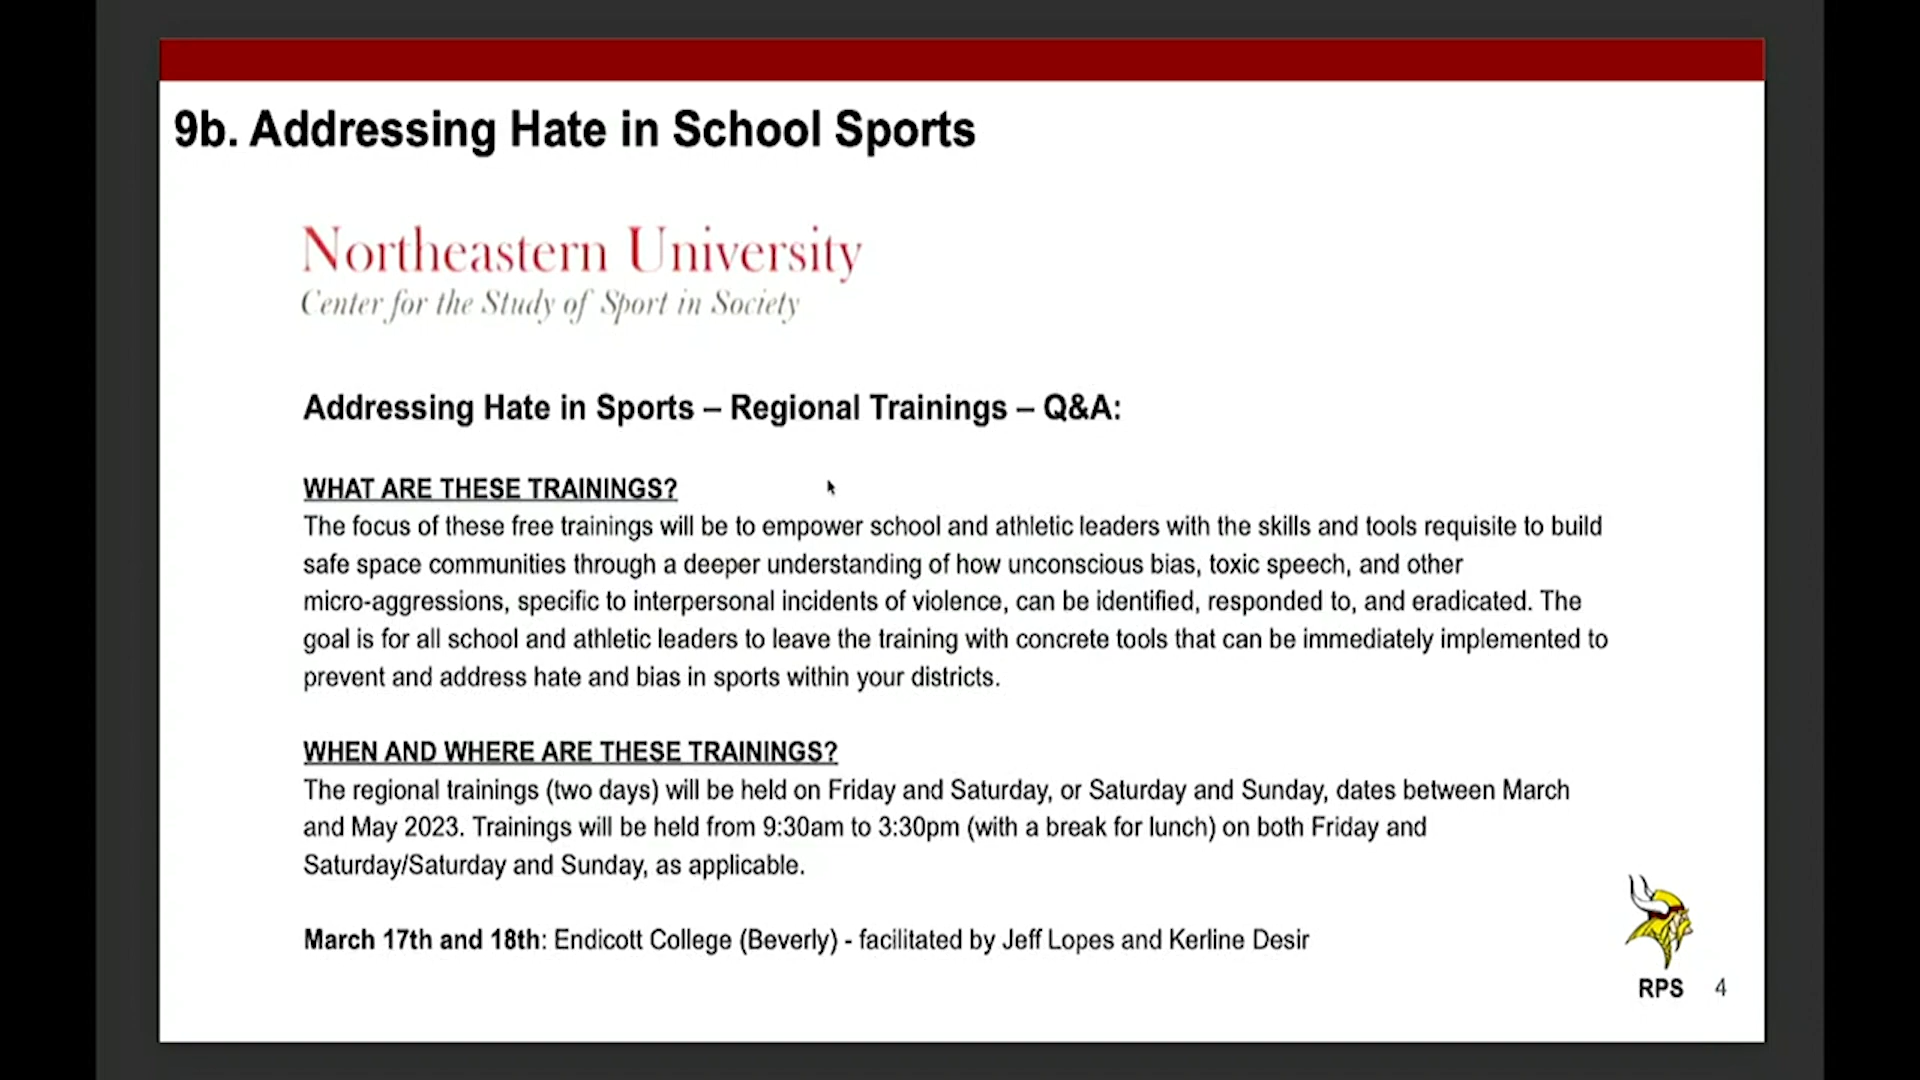 9b. Addressing Hate in School Sports
Northeastern University
Center for the Study of Sport in Society
Addressing Hate in Sports – Regional Trainings – Q&A:
WHAT ARE THESE TRAININGS?
The focus of these free trainings will be to empower school and athletic leaders with the skills and tools requisite to build
safe space communities through a deeper understanding of how unconscious bias, toxic speech, and other
micro-aggressions, specific to interpersonal incidents of violence, can be identified, responded to, and eradicated. The
goal is for all school and athletic leaders to leave the training with concrete tools that can be immediately implemented to
prevent and address hate and bias in sports within your districts.
WHEN AND WHERE ARE THESE TRAININGS?
The regional trainings (two days) will be held on Friday and Saturday, or Saturday and Sunday, dates between March
and May 2023. Trainings will be held from 9:30am to 3:30pm (with a break for lunch) on both Friday and
Saturday/Saturday and Sunday, as applicable.
March 17th and 18th: Endicott College (Beverly) - facilitated by Jeff Lopes and Kerline Desir
RPS 4